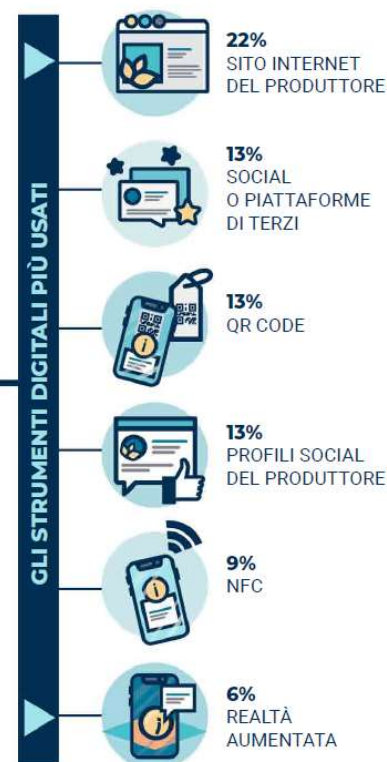 GLI STRUMENTI DIGITALI PIÙ USATI
22%
SITO INTERNET
DEL PRODUTTORE
13%
SOCIAL
O PIATTAFORME
DI TERZI
13%
QR CODE
13%
PROFILI SOCIAL
DEL PRODUTTORE
9%
NFC
6%
REALTÀ
AUMENTATA